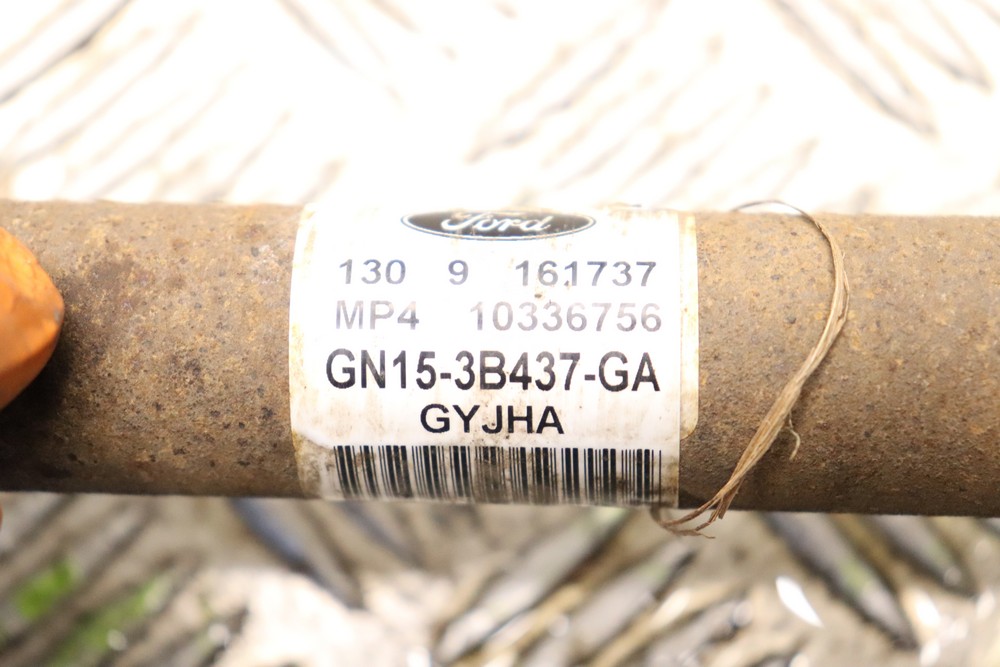 Ford
130 9 161737
MP4 10336756
GN15-3B437-GA
GYJHA